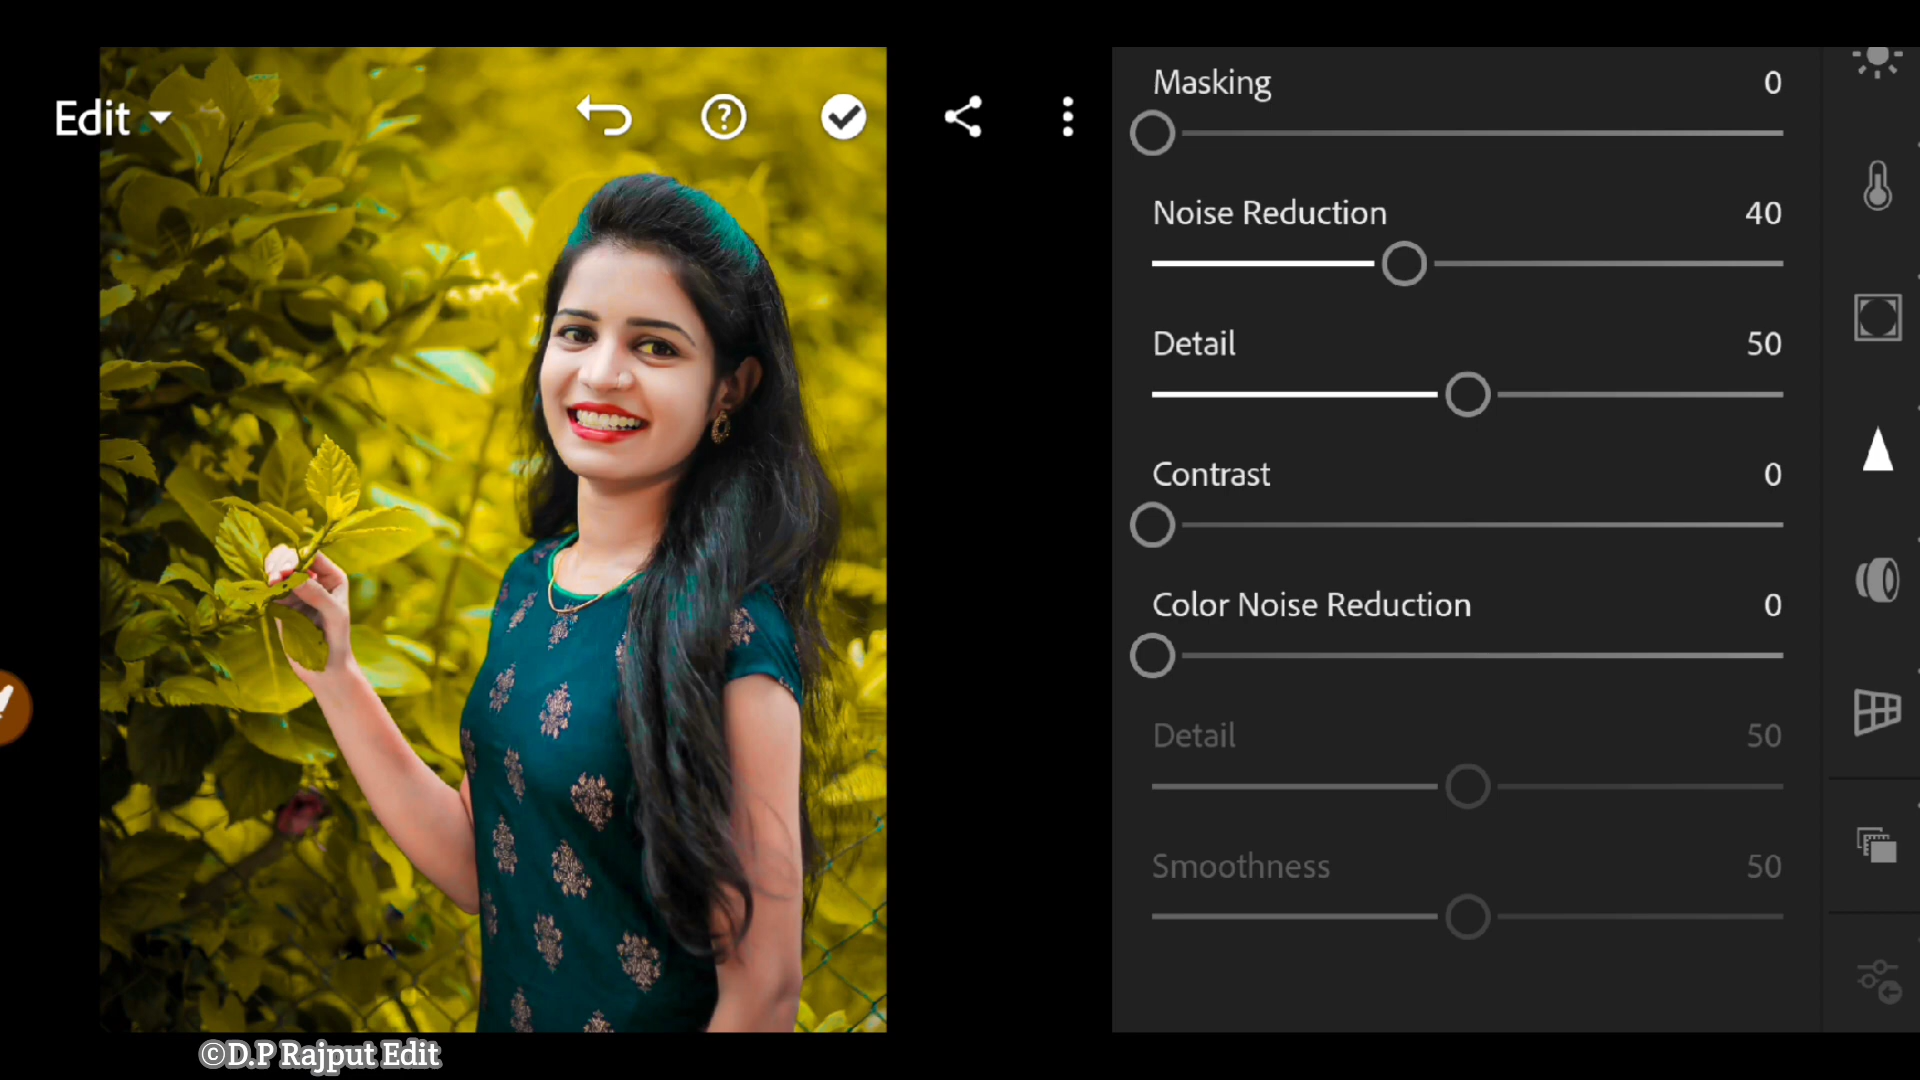 Edit
Masking 0
Noise Reduction 40
Detail 50
Contrast 0
Color Noise Reduction 0
Detail 50
Smoothness 50
©D.P Rajput Edit